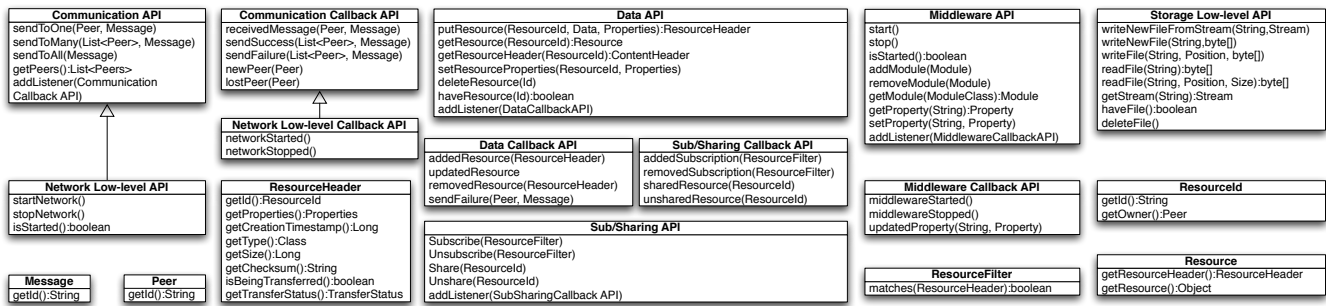 Communication API
sendToOne(Peer, Message)
sendToMany(List<Peer>, Message)
sendToAll(Message)
getPeers():List<Peers>
addListener(Communication
Callback API)
Communication Callback API
receivedMessage(Peer, Message)
sendSuccess(List<Peer>, Message)
sendFailure(List<Peer>, Message)
newPeer(Peer)
lostPeer(Peer)
Data API
putResource(ResourceId, Data, Properties):ResourceHeader
getResource(ResourceId):Resource
getResourceHeader(ResourceId):ContentHeader
setResourceProperties(ResourceId, Properties)
deleteResource(Id)
haveResource(Id):boolean
addListener(DataCallbackAPI)
Middleware API
start()
stop()
isStarted():boolean
addModule(Module)
removeModule(Module)
getModule(ModuleClass):Module
getProperty(String):Property
setProperty(String, Property)
addListener(MiddlewareCallbackAPI)
Storage Low-level API
writeNewFileFromStream(String,Stream)
writeNewFile(String,byte[])
writeFile(String, Position, byte[])
readFile(String):byte[]
readFile(String, Position, Size):byte[]
getStream(String):Stream
haveFile():boolean
deleteFile()
Network Low-level Callback API
networkStarted()
networkStopped()
Data Callback API
addedResource(ResourceHeader)
updatedResource
removedResource(ResourceHeader)
sendFailure(Peer, Message)
Sub/Sharing Callback API
addedSubscription(ResourceFilter)
removedSubscription(ResourceFilter)
sharedResource(ResourceId)
unsharedResource(ResourceId)
Network Low-level API
startNetwork()
stopNetwork()
isStarted():boolean
ResourceHeader
getId():ResourceId
getProperties():Properties
getCreationTimestamp():Long
getType():Class
getSize():Long
getChecksum():String
isBeingTransferred():boolean
getTransferStatus():TransferStatus
Middleware Callback API
middlewareStarted()
middlewareStopped()
updatedProperty(String, Property)
ResourceId
getId():String
getOwner():Peer
Sub/Sharing API
Subscribe(ResourceFilter)
Unsubscribe(ResourceFilter)
Share(ResourceId)
Unshare(ResourceId)
addListener(SubSharingCallback API)
Message
getId():String
Peer
getId():String
ResourceFilter
matches(ResourceHeader):boolean
Resource
getResourceHeader():ResourceHeader
getResource():Object